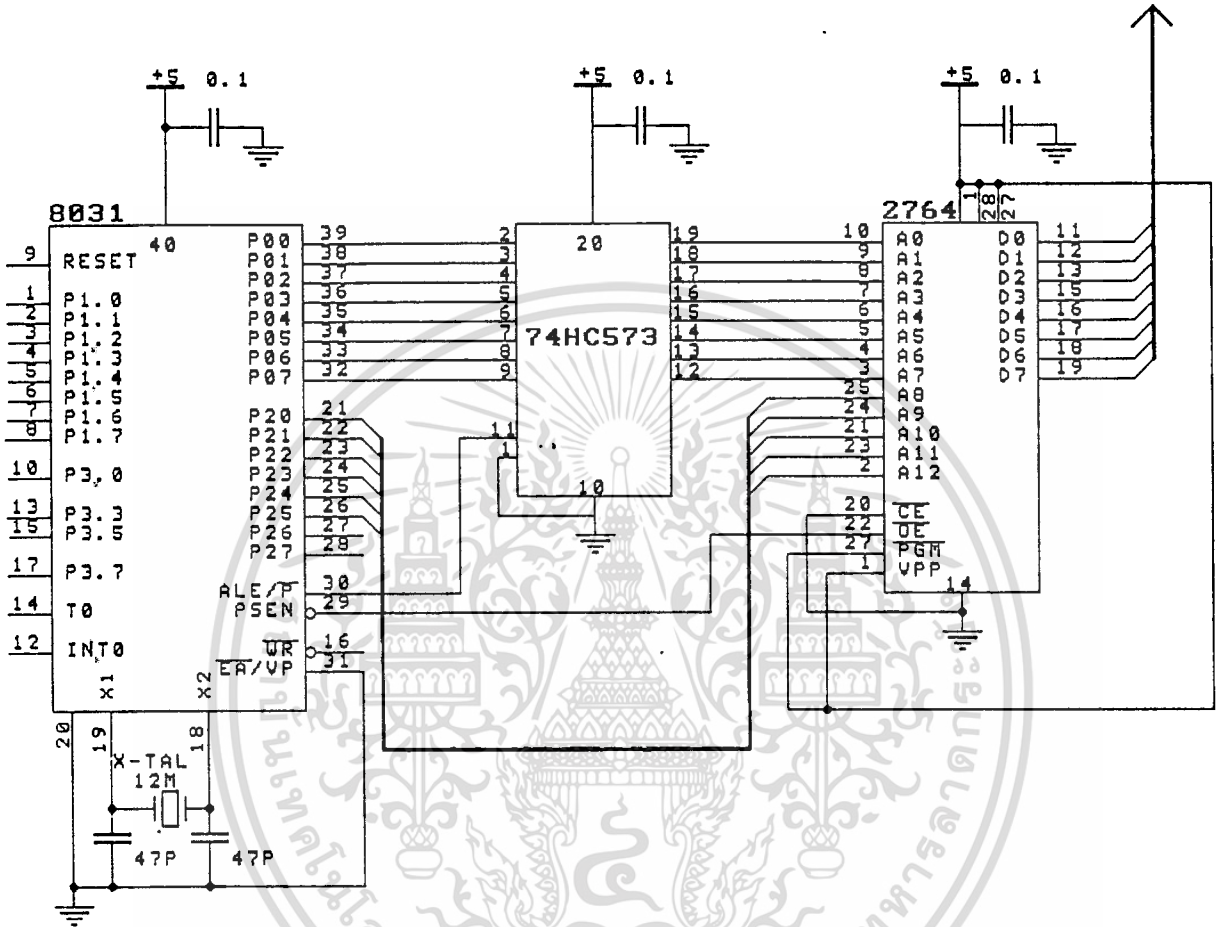 +5 0.1
+5 0.1
+5 0.1
8031
40
9 RESET
1 P1.0
2 P1.1
3 P1.2
4 P1.3
5 P1.4
6 P1.5
7 P1.6
8 P1.7
10 P3.0
13 P3.3
15 P3.5
17 P3.7
14 T0
12 INT0
P00 39
P01 38
P02 37
P03 36
P04 35
P05 34
P06 33
P07 32
P20 21
P21 22
P22 23
P23 24
P24 25
P25 26
P26 27
P27 28
ALE/P 30
PSEN 29
WR 16
EA/VP 31
X1
X2
20
19
18
X-TAL
12M
47P
47P
74HC573
20
2
3
4
5
6
7
8
9
11
1
10
19
18
17
16
15
14
13
12
2764
1
28
27
10 A0
9 A1
8 A2
7 A3
6 A4
5 A5
4 A6
3 A7
25 A8
24 A9
21 A10
23 A11
2 A12
20 CE
22 OE
27 PGM
1 VPP
14
D0 11
D1 12
D2 13
D3 15
D4 16
D5 17
D6 18
D7 19